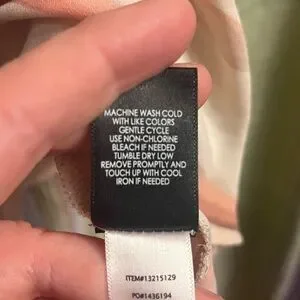 MACHINE WASH COLD
WITH LIKE COLORS
GENTLE CYCLE
USE NON-CHLORINE
BLEACH IF NEEDED
TUMBLE DRY LOW
REMOVE PROMPTLY AND
TOUCH UP WITH COOL
IRON IF NEEDED
ITEM#13215129
PO#1436194